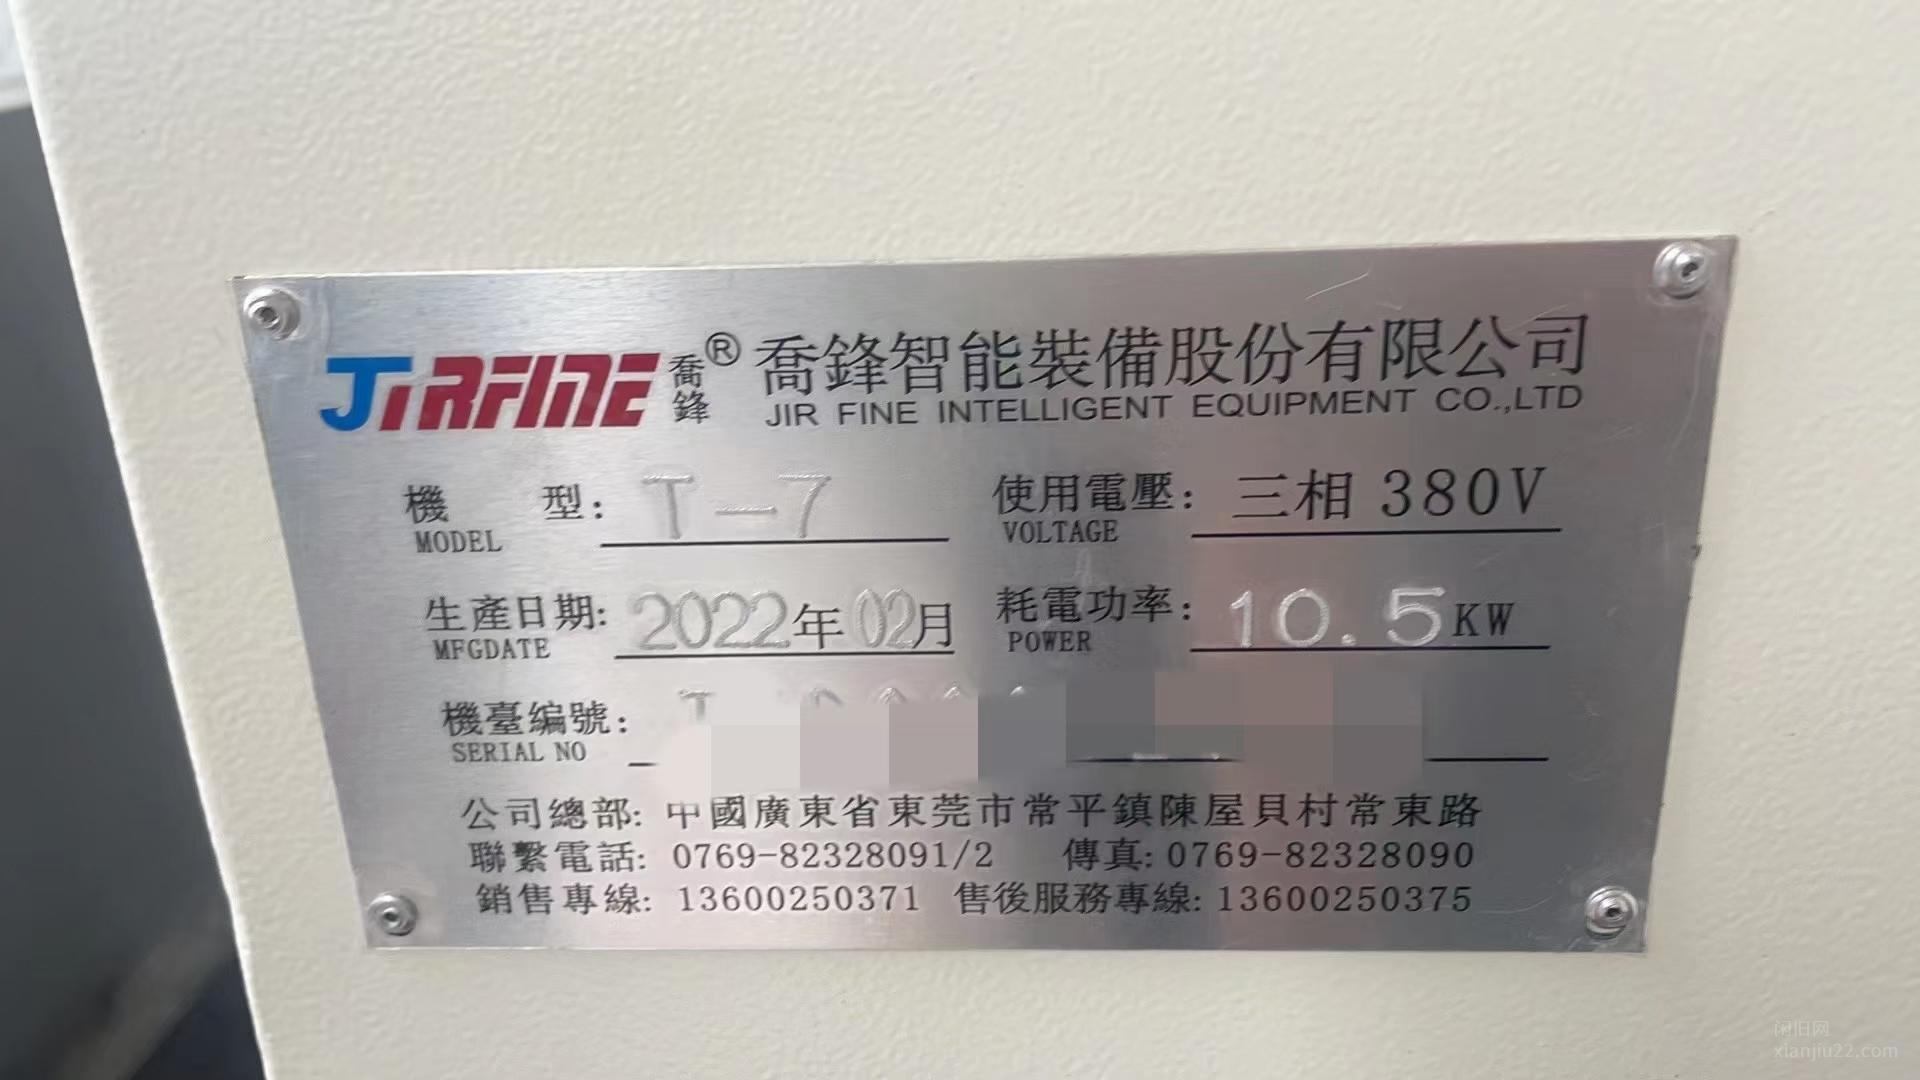 JIRFINE 喬鋒® 喬鋒智能裝備股份有限公司
JIR FINE INTELLIGENT EQUIPMENT CO.,LTD
機 型: T-7 使用電壓: 三相 380V
MODEL VOLTAGE
生產日期: 2022年02月 耗電功率: 10.5KW
MFGDATE POWER
機臺編號:
SERIAL NO
公司總部: 中國廣東省東莞市常平鎮陳屋貝村常東路
聯繫電話: 0769-82328091/2 傳真: 0769-82328090
銷售專線: 13600250371 售後服務專線: 13600250375
闲旧网
xianjiu22.com